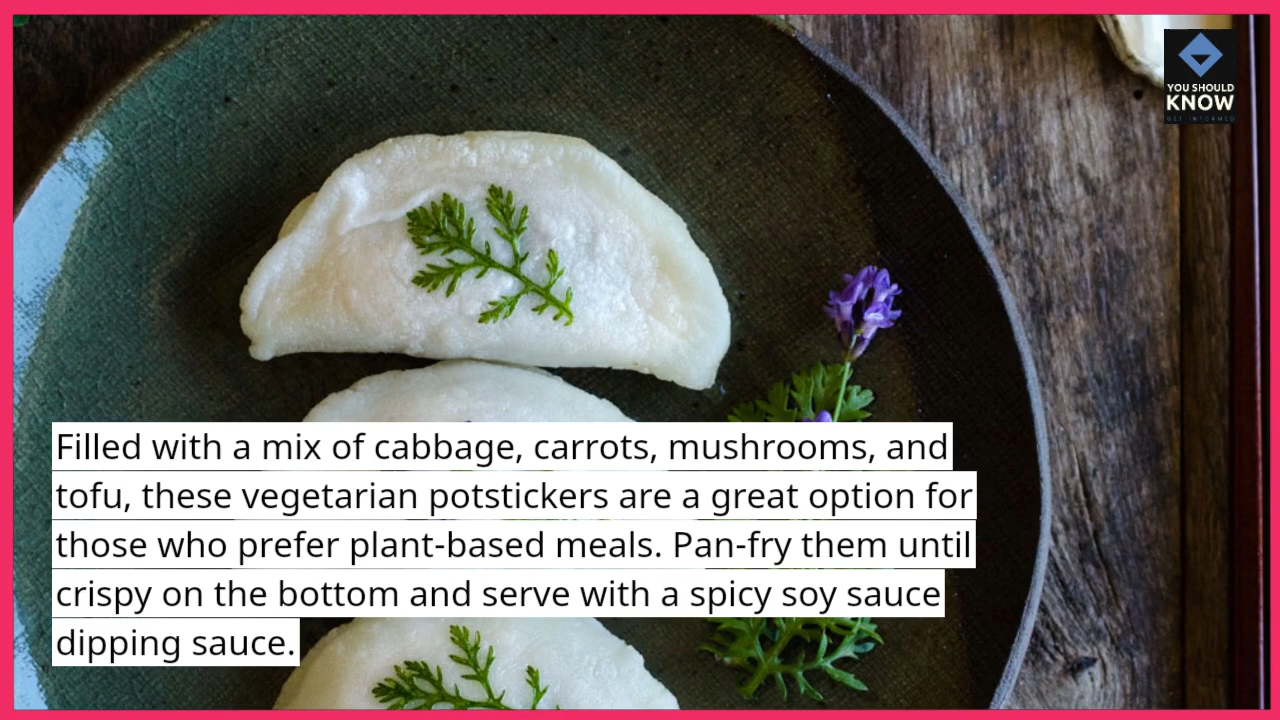 YOU SHOULD
KNOW
GET INFORMED
Filled with a mix of cabbage, carrots, mushrooms, and
tofu, these vegetarian potstickers are a great option for
those who prefer plant-based meals. Pan-fry them until
crispy on the bottom and serve with a spicy soy sauce
dipping sauce.